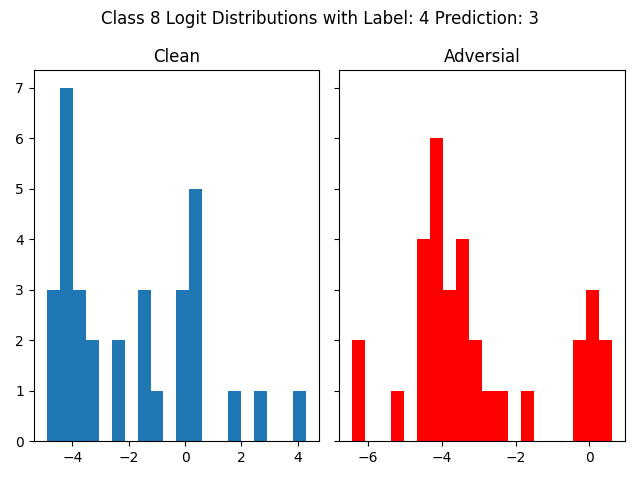 Class 8 Logit Distributions with Label: 4 Prediction: 3
Clean
Adversial
7
6
5
4
3
2
1
0
−4 −2 0 2 4
−6 −4 −2 0